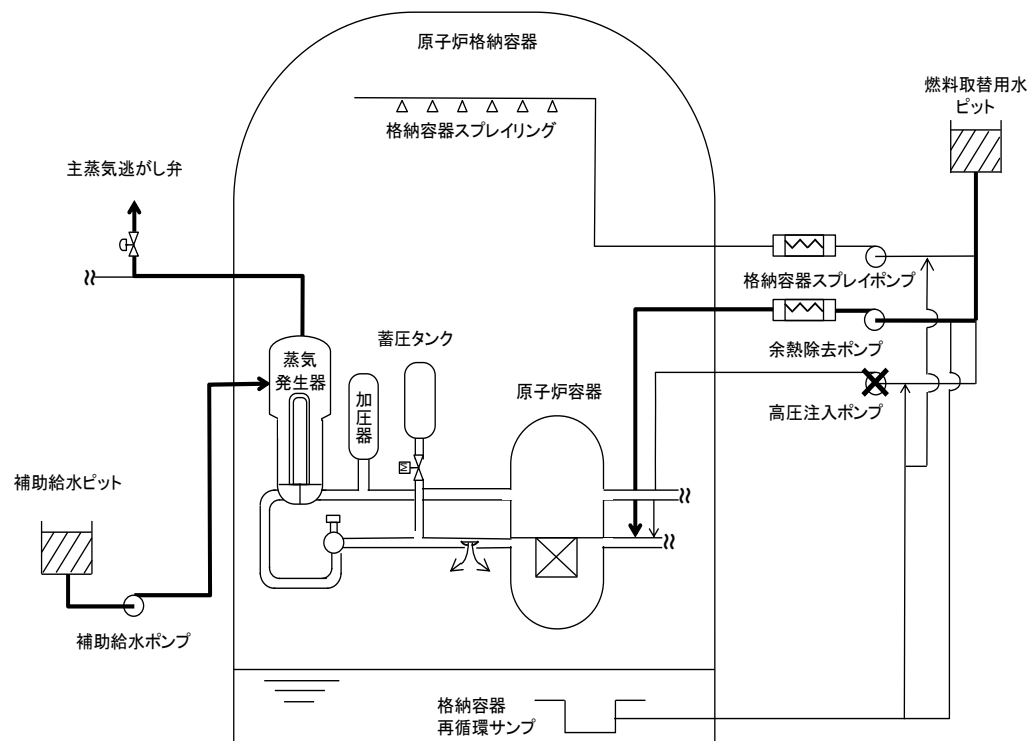 原子炉格納容器
燃料取替用水
ピット
格納容器スプレイリング
主蒸気逃がし弁
格納容器スプレイポンプ
蓄圧タンク
余熱除去ポンプ
蒸気
発生器
加圧器
原子炉容器
高圧注入ポンプ
M
補助給水ピット
補助給水ポンプ
格納容器
再循環サンプ